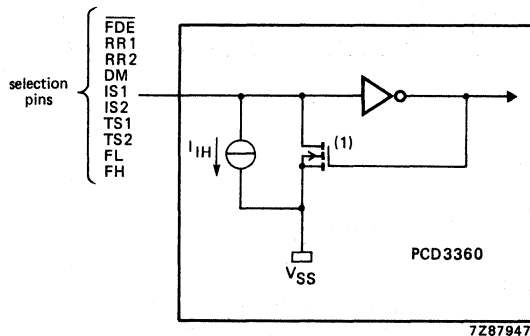 FDE
RR1
RR2
DM
selection
pins
IS1
IS2
TS1
TS2
FL
FH
IIH
(1)
VSS
PCD3360
7Z87947